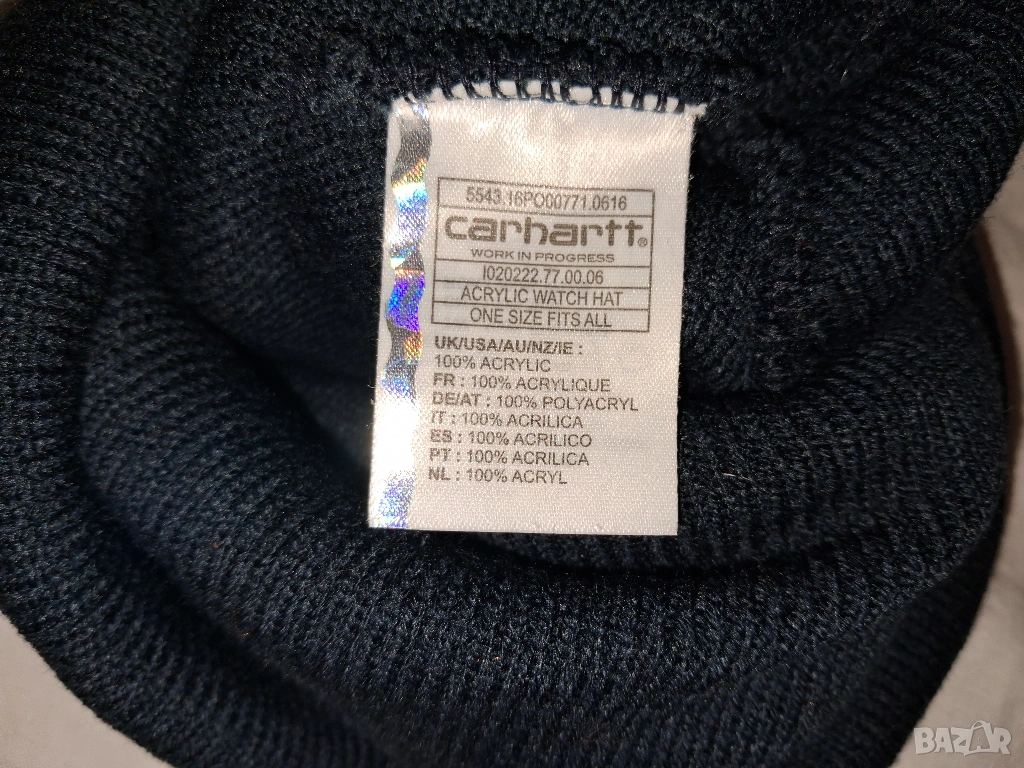 5543.16PO00771.0616
carhartt®
WORK IN PROGRESS
I020222.77.00.06
ACRYLIC WATCH HAT
ONE SIZE FITS ALL
UK/USA/AU/NZ/IE :
100% ACRYLIC
FR : 100% ACRYLIQUE
DE/AT : 100% POLYACRYL
IT : 100% ACRILICA
ES : 100% ACRILICO
PT : 100% ACRILICA
NL : 100% ACRYL
BAZAR